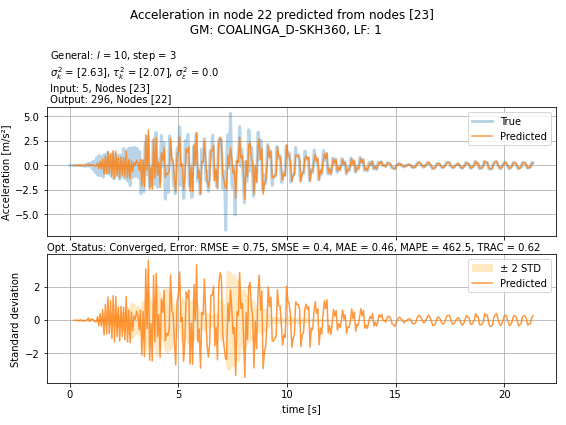 Acceleration in node 22 predicted from nodes [23]
GM: COALINGA_D-SKH360, LF: 1
General: l = 10, step = 3
σ²ₖ = [2.63], τ²ₖ = [2.07], σ²ε = 0.0
Input: 5, Nodes [23]
Output: 296, Nodes [22]
Acceleration [m/s²]
5.0
2.5
0.0
−2.5
−5.0
True
Predicted
Opt. Status: Converged, Error: RMSE = 0.75, SMSE = 0.4, MAE = 0.46, MAPE = 462.5, TRAC = 0.62
Standard deviation
2
0
−2
± 2 STD
Predicted
0 5 10 15 20
time [s]